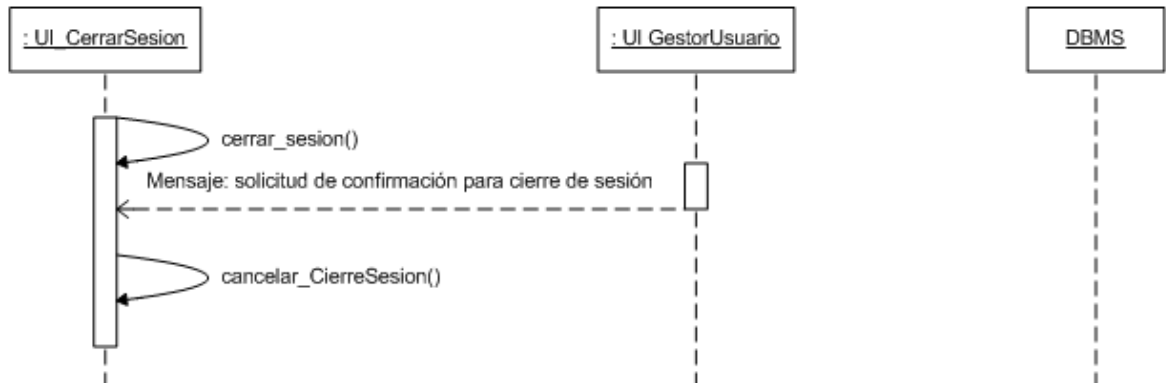 : UI_CerrarSesion
: UI GestorUsuario
DBMS
cerrar_sesion()
Mensaje: solicitud de confirmación para cierre de sesión
cancelar_CierreSesion()